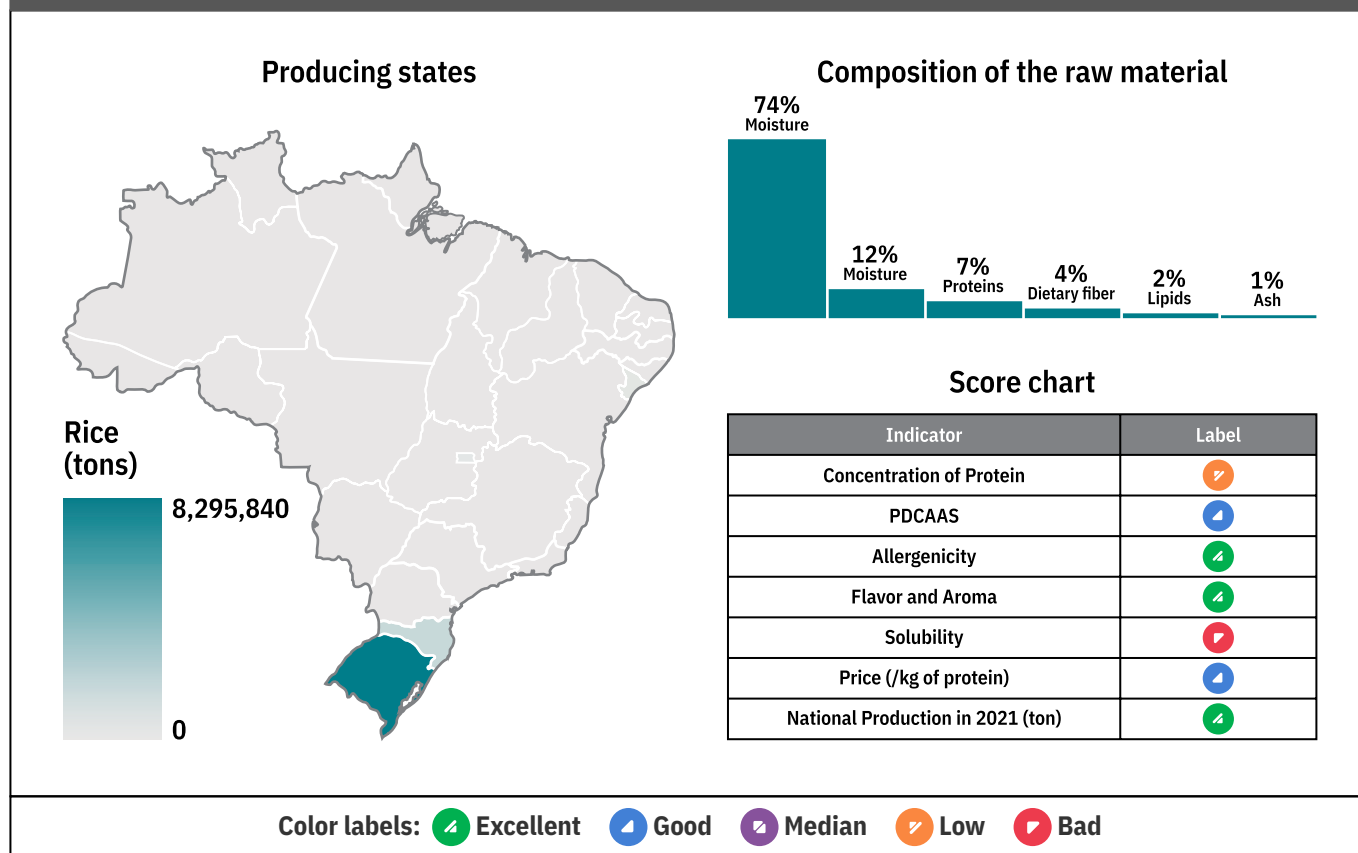 Producing states
Rice
(tons)
8,295,840
0
Composition of the raw material
74%
Moisture
12%
Moisture
7%
Proteins
4%
Dietary fiber
2%
Lipids
1%
Ash
Score chart
Indicator Label
Concentration of Protein
PDCAAS
Allergenicity
Flavor and Aroma
Solubility
Price (/kg of protein)
National Production in 2021 (ton)
Color labels: Excellent Good Median Low Bad